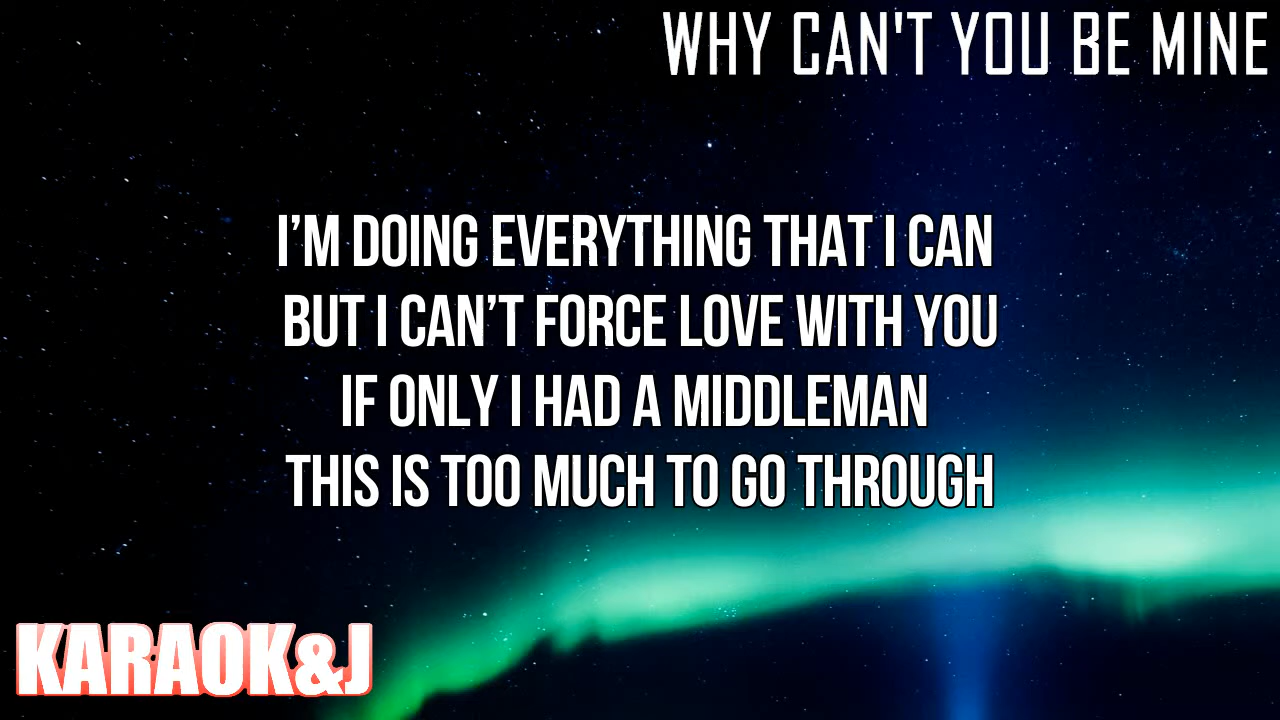 WHY CAN'T YOU BE MINE
I’M DOING EVERYTHING THAT I CAN
BUT I CAN’T FORCE LOVE WITH YOU
IF ONLY I HAD A MIDDLEMAN
THIS IS TOO MUCH TO GO THROUGH
KARAOK&J